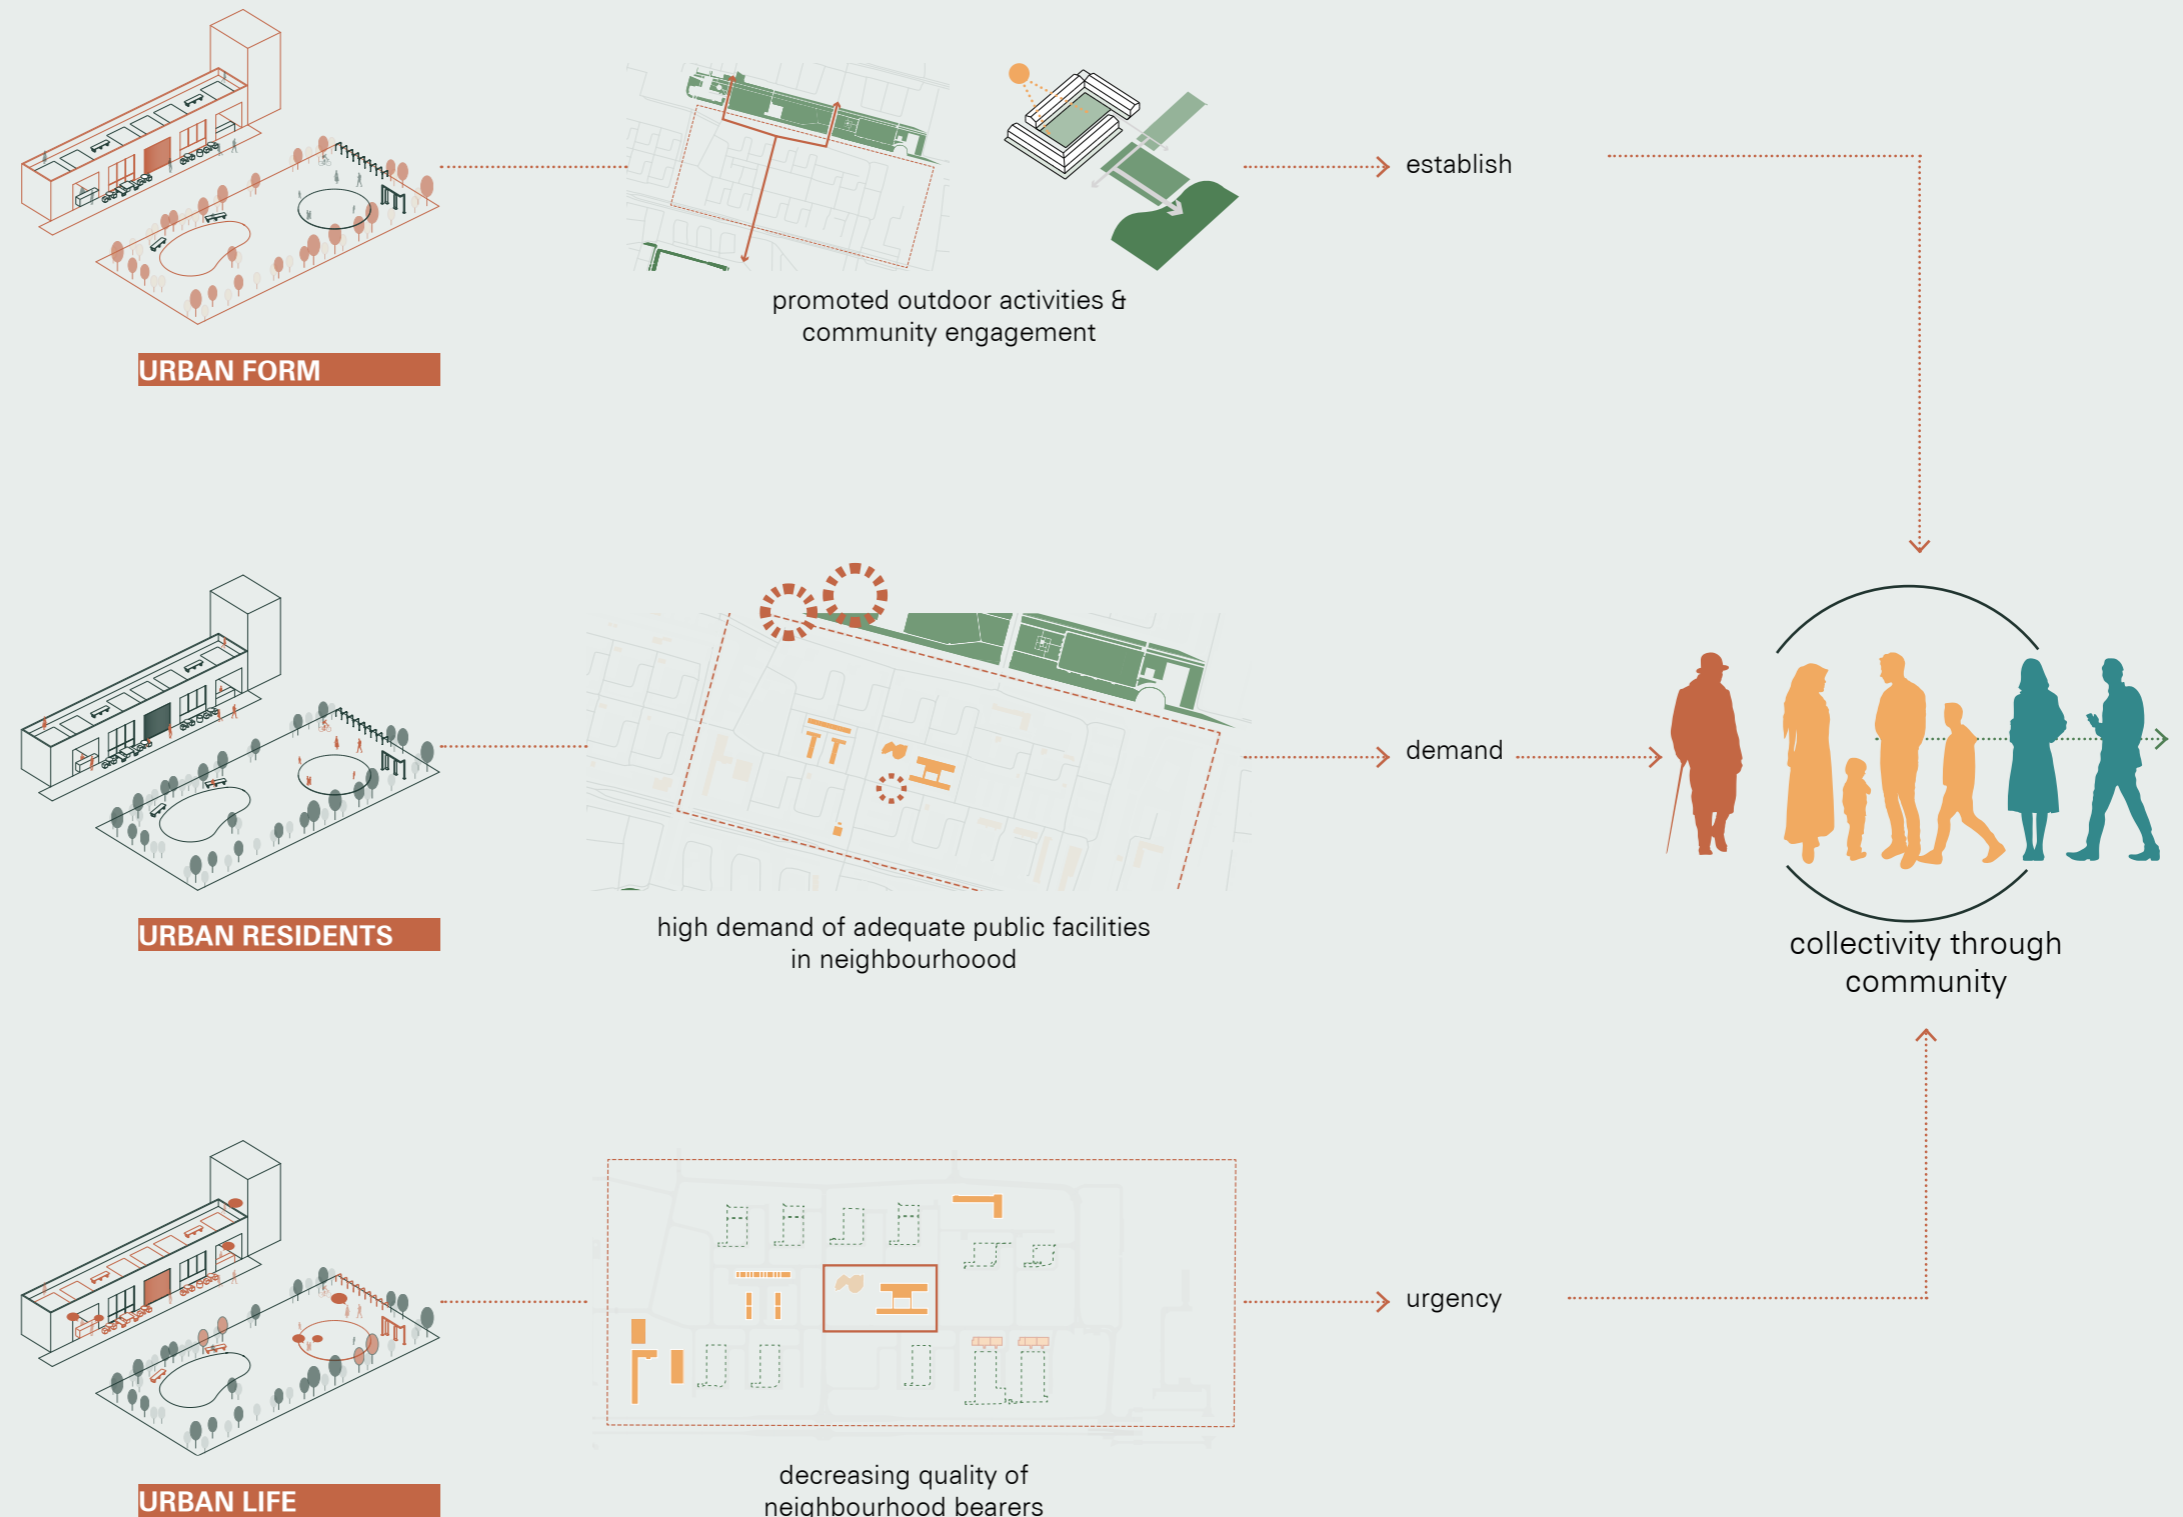 promoted outdoor activities &
community engagement
establish
URBAN FORM
high demand of adequate public facilities
in neighbourhoood
demand
URBAN RESIDENTS
collectivity through
community
decreasing quality of
neighbourhood bearers
urgency
URBAN LIFE